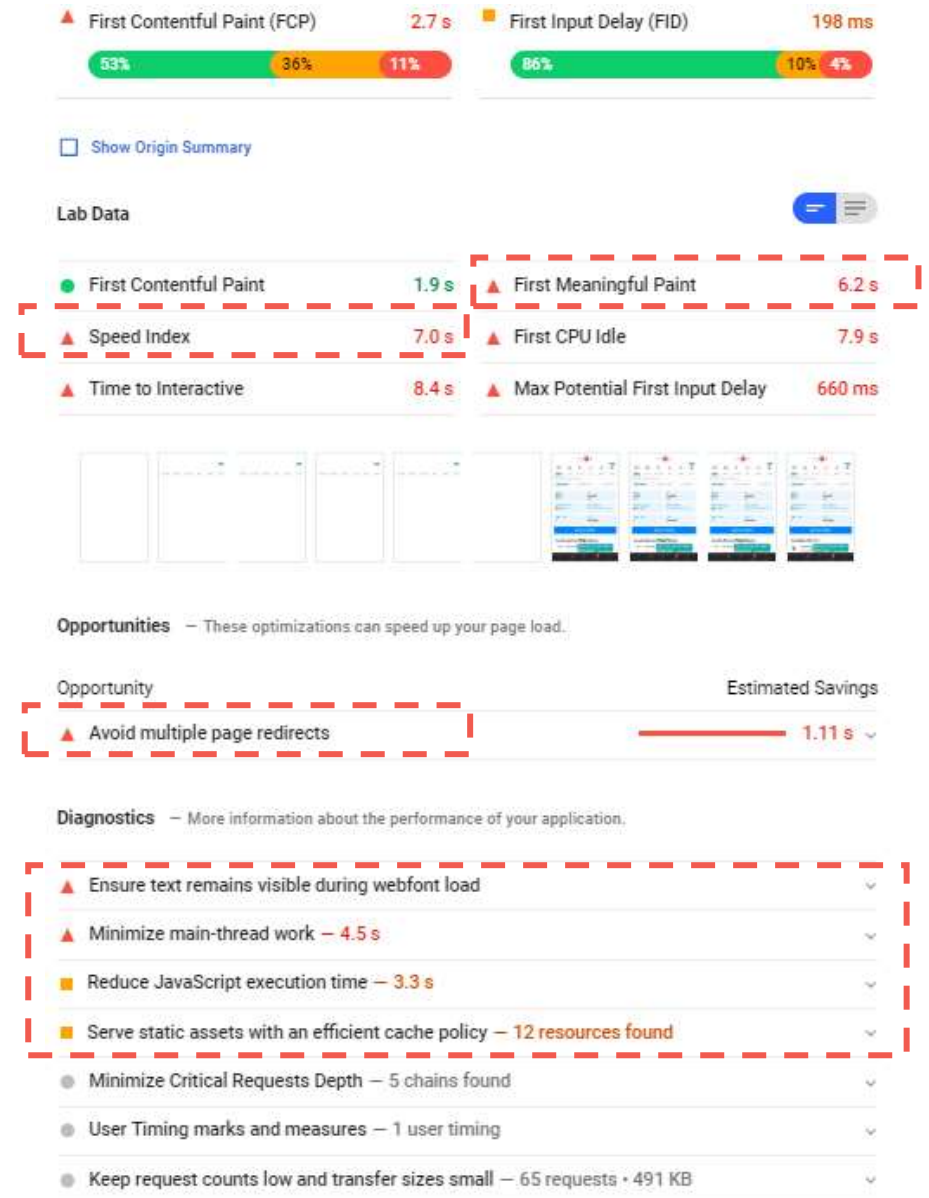 First Contentful Paint (FCP) 2.7 s
53% 36% 11%
First Input Delay (FID) 198 ms
86% 10% 4%
Show Origin Summary
Lab Data
First Contentful Paint 1.9 s
First Meaningful Paint 6.2 s
Speed Index 7.0 s
First CPU Idle 7.9 s
Time to Interactive 8.4 s
Max Potential First Input Delay 660 ms
Opportunities — These optimizations can speed up your page load.
Opportunity Estimated Savings
Avoid multiple page redirects 1.11 s
Diagnostics — More information about the performance of your application.
Ensure text remains visible during webfont load
Minimize main-thread work — 4.5 s
Reduce JavaScript execution time — 3.3 s
Serve static assets with an efficient cache policy — 12 resources found
Minimize Critical Requests Depth — 5 chains found
User Timing marks and measures — 1 user timing
Keep request counts low and transfer sizes small — 65 requests • 491 KB